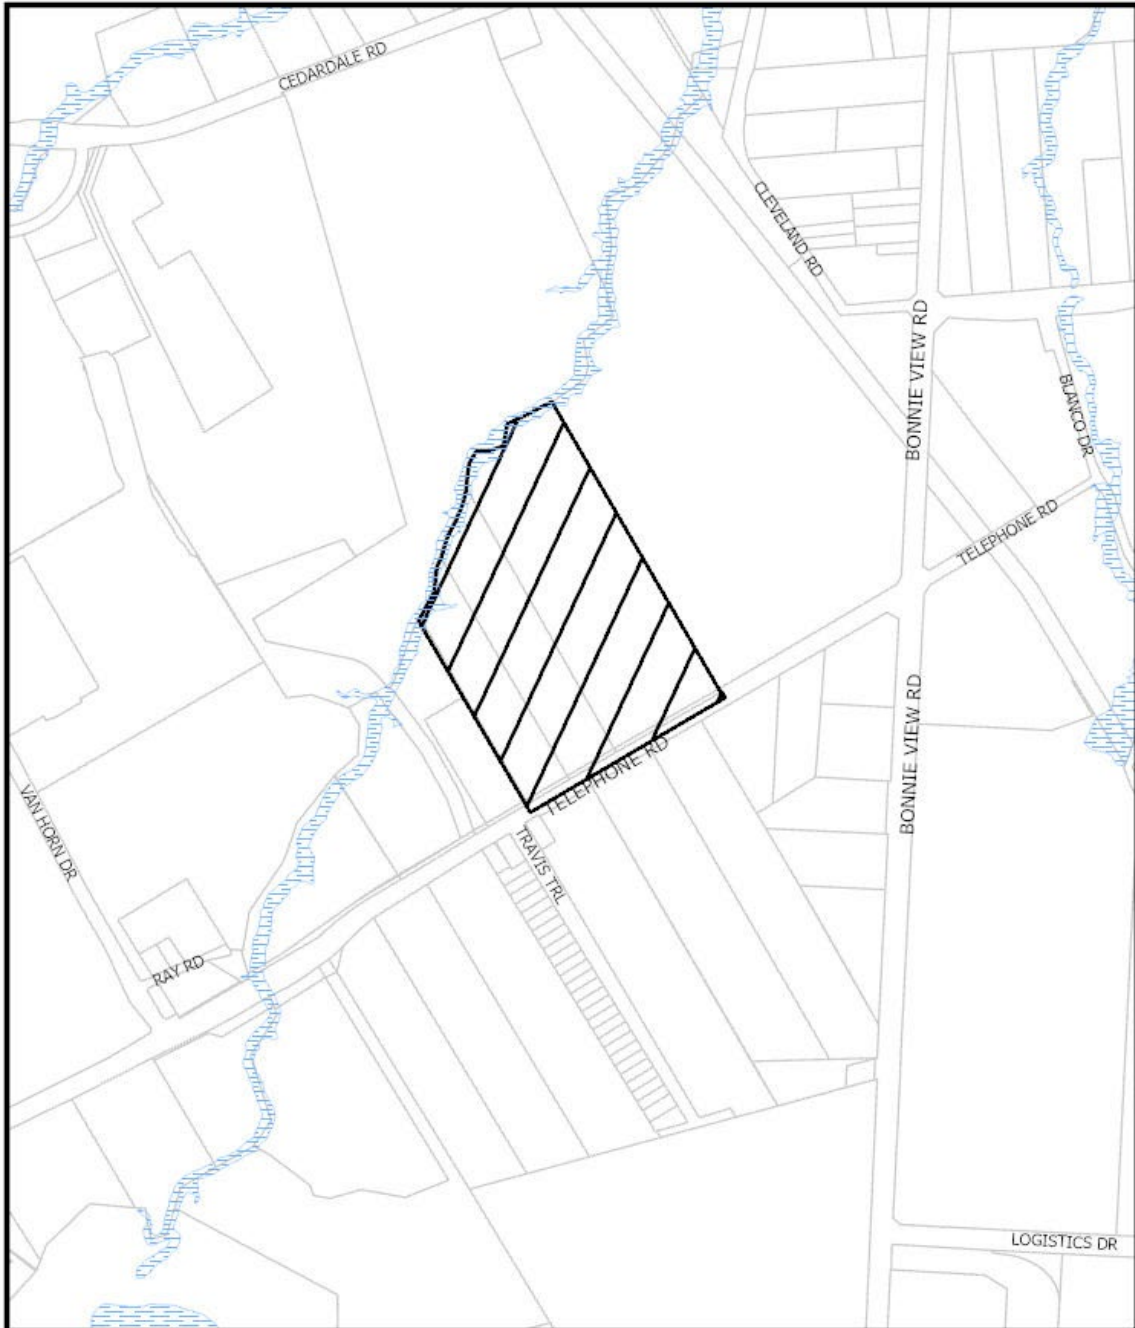 CEDARDALE RD
CLEVELAND RD
BONNIE VIEW RD
BLANCO DR
TELEPHONE RD
BONNIE VIEW RD
TELEPHONE RD
VAN HORN DR
TRAVIS TRL
RAY RD
LOGISTICS DR